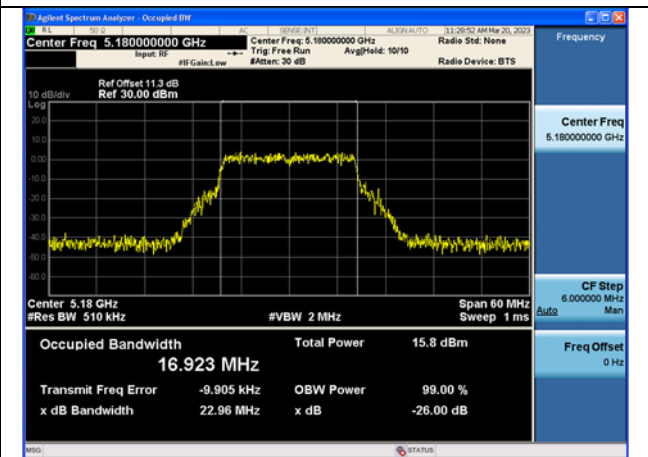 Agilent Spectrum Analyzer - Occupied BW
RL 50 Ω AC SENSE:INT ALIGN AUTO 11:28:52 AM Mar 20, 2023
Center Freq 5.180000000 GHz
Input: RF
#IFGain:Low
Center Freq: 5.180000000 GHz
Trig: Free Run Avg|Hold: 10/10
#Atten: 30 dB
Radio Std: None
Radio Device: BTS
Frequency
Ref Offset 11.3 dB
10 dB/div Ref 30.00 dBm
Log
20.0
10.0
0.00
-10.0
-20.0
-30.0
-40.0
-50.0
-60.0
Center Freq
5.180000000 GHz
Center 5.18 GHz Span 60 MHz
#Res BW 510 kHz #VBW 2 MHz Sweep 1 ms
CF Step
6.000000 MHz
Auto Man
Occupied Bandwidth Total Power 15.8 dBm
16.923 MHz
Freq Offset
0 Hz
Transmit Freq Error -9.905 kHz OBW Power 99.00 %
x dB Bandwidth 22.96 MHz x dB -26.00 dB
MSG STATUS